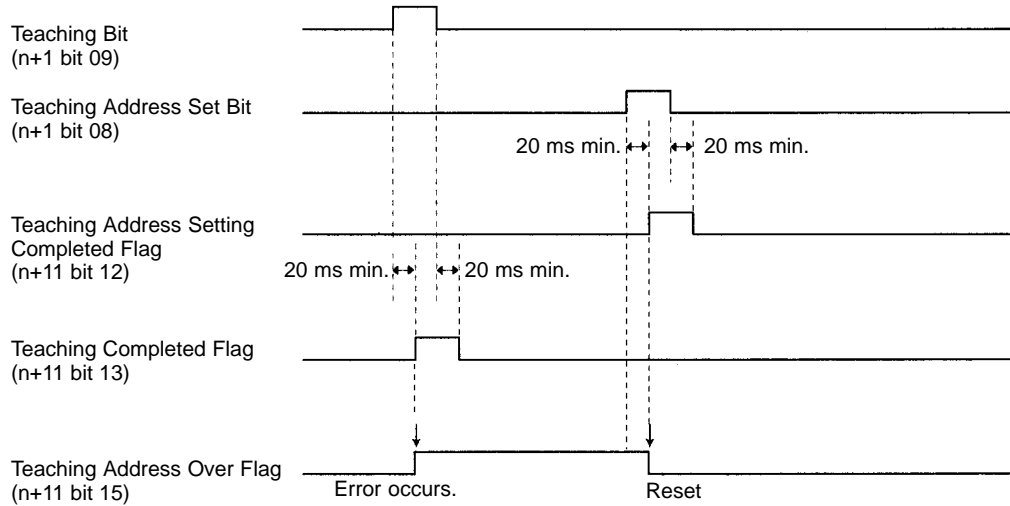 Teaching Bit
(n+1 bit 09)
Teaching Address Set Bit
(n+1 bit 08)
20 ms min.
20 ms min.
Teaching Address Setting
Completed Flag
(n+11 bit 12)
20 ms min.
20 ms min.
Teaching Completed Flag
(n+11 bit 13)
Teaching Address Over Flag
(n+11 bit 15)
Error occurs.
Reset